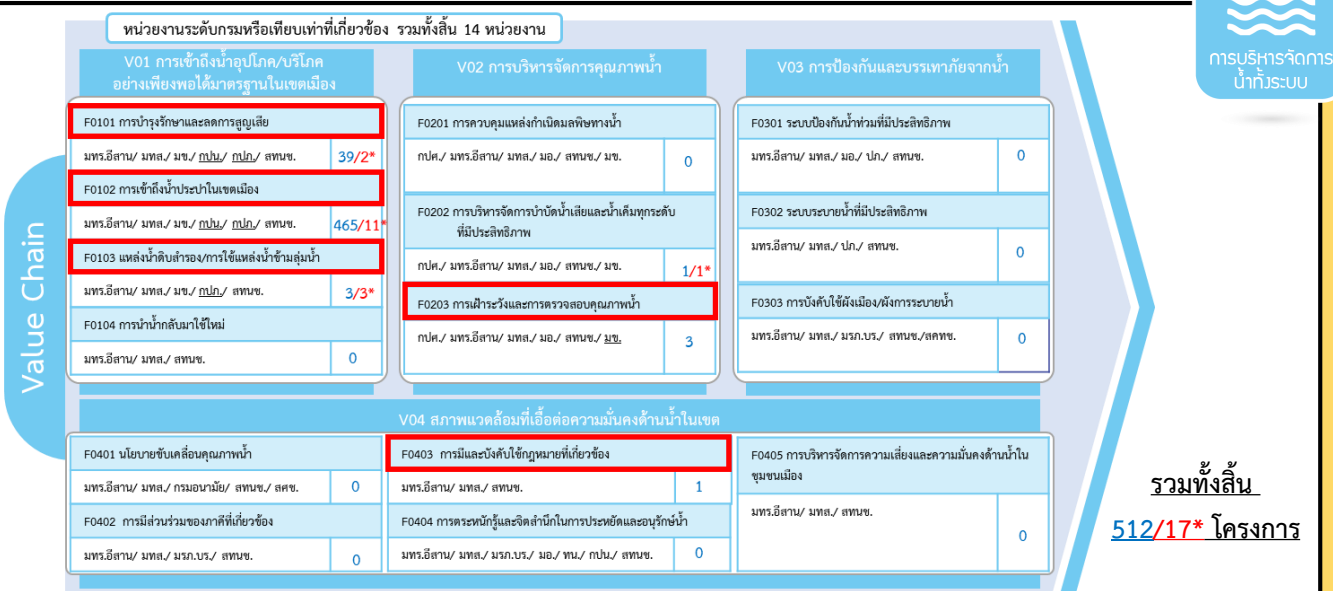 หน่วยงานระดับกรมหรือเทียบเท่าที่เกี่ยวข้อง รวมทั้งสิ้น 14 หน่วยงาน
การบริหารจัดการ
น้ำทั้งระบบ
Value Chain
V01 การเข้าถึงน้ำอุปโภค/บริโภค
อย่างเพียงพอได้มาตรฐานในเขตเมือง
F0101 การบำรุงรักษาและลดการสูญเสีย
มทร.อีสาน/ มทส./ มข./ กปน./ กปภ./ สทนช.
39/2*
F0102 การเข้าถึงน้ำประปาในเขตเมือง
มทร.อีสาน/ มทส./ มข./ กปน./ กปภ./ สทนช.
465/11*
F0103 แหล่งน้ำดิบสำรอง/การใช้แหล่งน้ำข้ามลุ่มน้ำ
มทร.อีสาน/ มทส./ มข./ กปภ./ สทนช.
3/3*
F0104 การนำน้ำกลับมาใช้ใหม่
มทร.อีสาน/ มทส./ สทนช.
0
V02 การบริหารจัดการคุณภาพน้ำ
F0201 การควบคุมแหล่งกำเนิดมลพิษทางน้ำ
กปศ./ มทร.อีสาน/ มทส./ มอ./ สทนช./ มข.
0
F0202 การบริหารจัดการบำบัดน้ำเสียและน้ำเค็มทุกระดับ
ที่มีประสิทธิภาพ
กปศ./ มทร.อีสาน/ มทส./ มอ./ สทนช./ มข.
1/1*
F0203 การเฝ้าระวังและการตรวจสอบคุณภาพน้ำ
กปศ./ มทร.อีสาน/ มทส./ มอ./ สทนช./ มข.
3
V03 การป้องกันและบรรเทาภัยจากน้ำ
F0301 ระบบป้องกันน้ำท่วมที่มีประสิทธิภาพ
มทร.อีสาน/ มทส./ มอ./ ปภ./ สทนช.
0
F0302 ระบบระบายน้ำที่มีประสิทธิภาพ
มทร.อีสาน/ มทส./ ปภ./ สทนช.
0
F0303 การบังคับใช้ผังเมือง/ผังการระบายน้ำ
มทร.อีสาน/ มทส./ มรภ.บร./ สทนช./สคทช.
0
V04 สภาพแวดล้อมที่เอื้อต่อความมั่นคงด้านน้ำในเขต
F0401 นโยบายขับเคลื่อนคุณภาพน้ำ
มทร.อีสาน/ มทส./ กรมอนามัย/ สทนช./ สศช.
0
F0402 การมีส่วนร่วมของภาคีที่เกี่ยวข้อง
มทร.อีสาน/ มทส./ มรภ.บร./ สทนช.
0
F0403 การมีและบังคับใช้กฎหมายที่เกี่ยวข้อง
มทร.อีสาน/ มทส./ สทนช.
1
F0404 การตระหนักรู้และจิตสำนึกในการประหยัดและอนุรักษ์น้ำ
มทร.อีสาน/ มทส./ มรภ.บร./ มอ./ ทน./ กปน./ สทนช.
0
F0405 การบริหารจัดการความเสี่ยงและความมั่นคงด้านน้ำใน
ชุมชนเมือง
มทร.อีสาน/ มทส./ สทนช.
0
รวมทั้งสิ้น
512/17* โครงการ